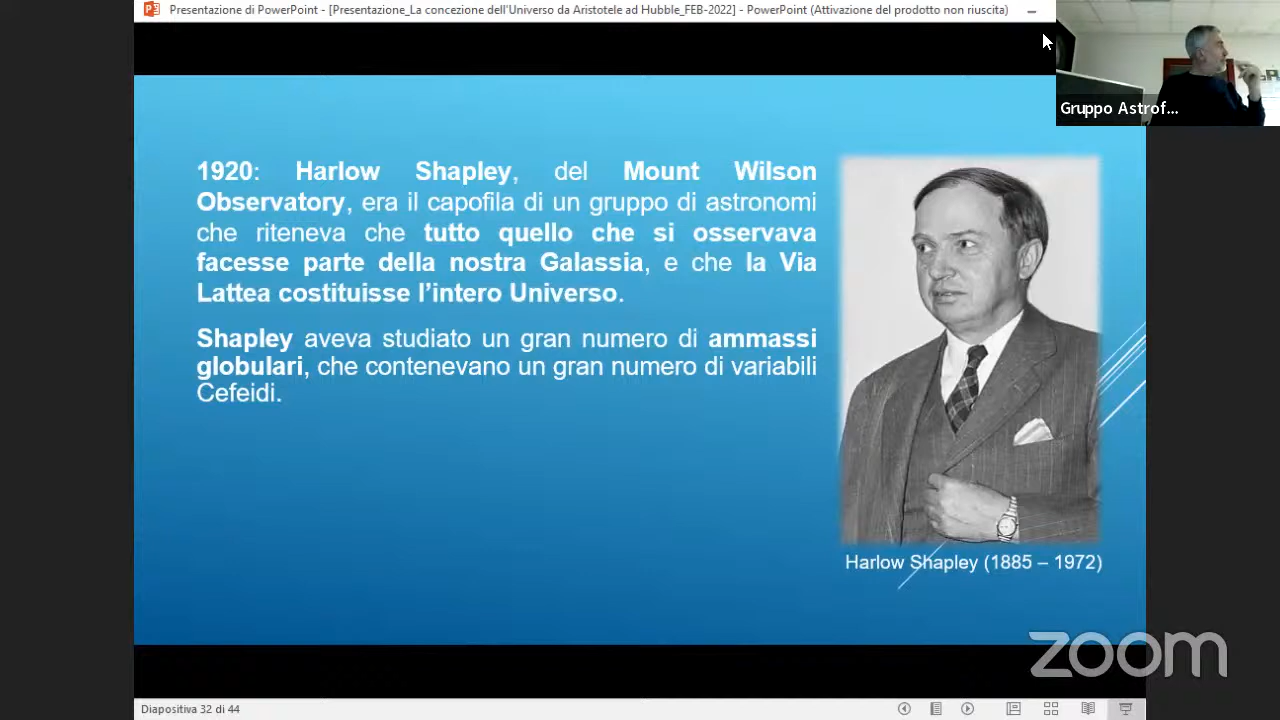 Presentazione di PowerPoint - [Presentazione_La concezione dell'Universo da Aristotele ad Hubble_FEB-2022] - PowerPoint (Attivazione del prodotto non riuscita)
Gruppo Astrof...
1920: Harlow Shapley, del Mount Wilson
Observatory, era il capofila di un gruppo di astronomi
che riteneva che tutto quello che si osservava
facesse parte della nostra Galassia, e che la Via
Lattea costituisse l’intero Universo.
Shapley aveva studiato un gran numero di ammassi
globulari, che contenevano un gran numero di variabili
Cefeidi.
Harlow Shapley (1885 – 1972)
zoom
Diapositiva 32 di 44